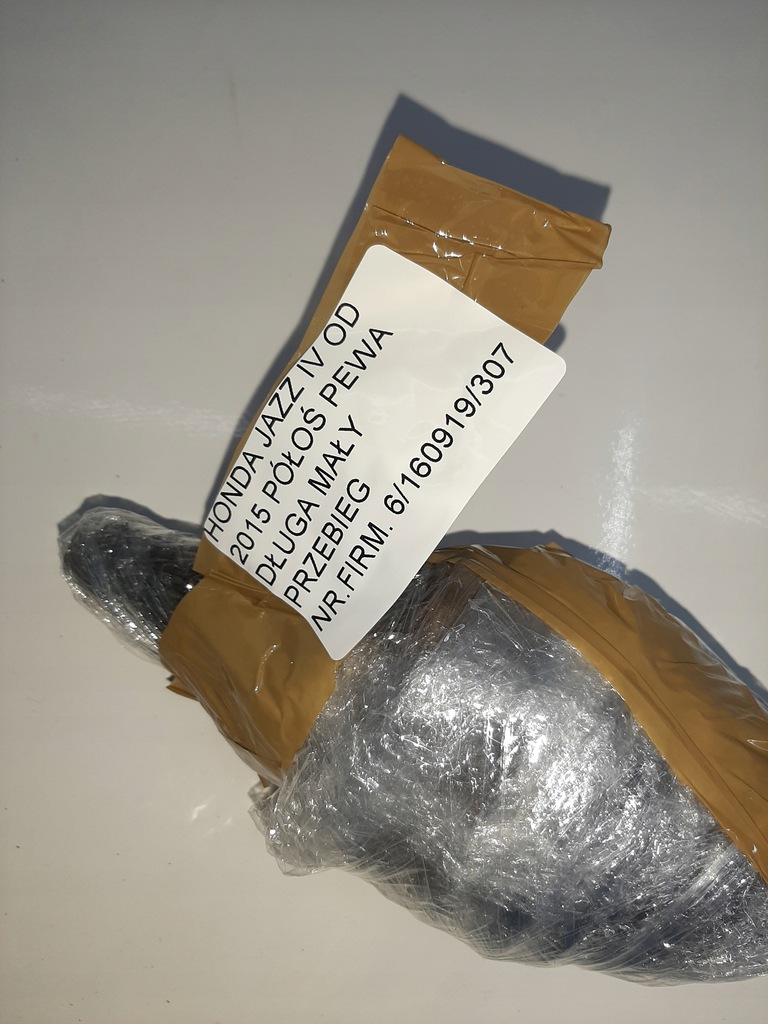 HONDA JAZZ IV OD
2015 PÓŁOŚ PEWA
DŁUGA MAŁY
PRZEBIEG
NR.FIRM. 6/160919/307